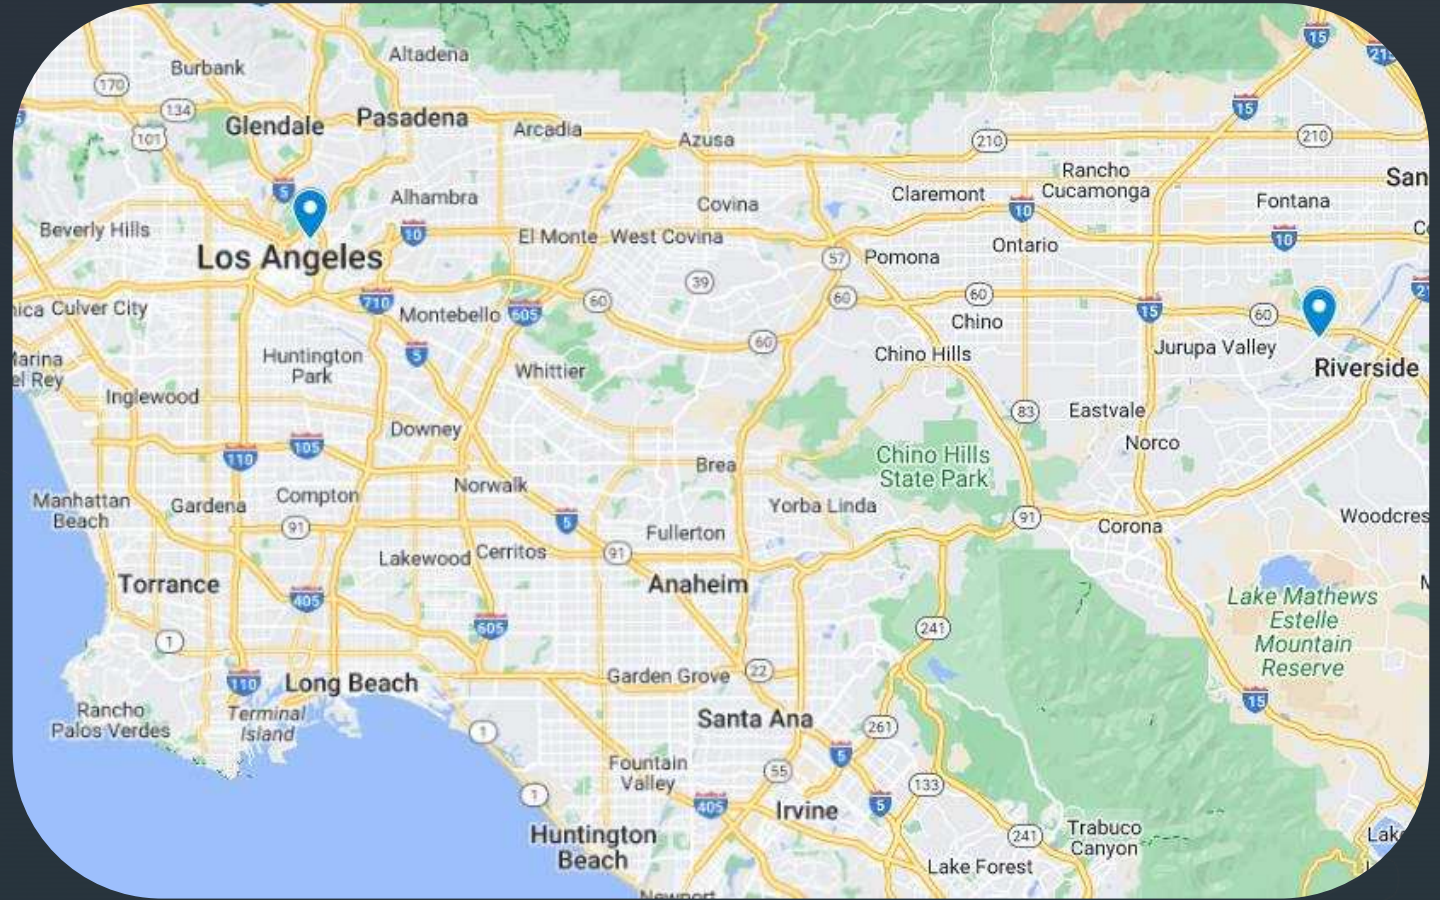 15
215
Altadena
Burbank
170
134
101
Glendale
Pasadena
Arcadia
Azusa
15
210
210
5
5
Alhambra
Covina
Claremont
Rancho
Cucamonga
San
Fontana
10
Beverly Hills
10
El Monte
West Covina
Ontario
10
Los Angeles
57
Pomona
39
60
60
60
710
Culver City
Montebello
605
Chino
15
60
Jurupa Valley
60
Huntington
Park
5
Whittier
Chino Hills
Riverside
el Rey
Inglewood
Downey
83
Eastvale
Norco
110
105
Brea
Chino Hills
State Park
Manhattan
Beach
Gardena
Compton
Norwalk
Yorba Linda
91
5
Fullerton
91
Corona
Woodcres
Lakewood
Cerritos
91
Torrance
Anaheim
405
605
241
Lake Mathews
Estelle
Mountain
Reserve
1
110
Long Beach
Garden Grove
22
15
Rancho
Palos Verdes
Terminal
Island
1
Santa Ana
261
5
Fountain
Valley
55
133
1
405
Irvine
5
Huntington
Beach
241
Trabuco
Canyon
Lake Forest
Newport